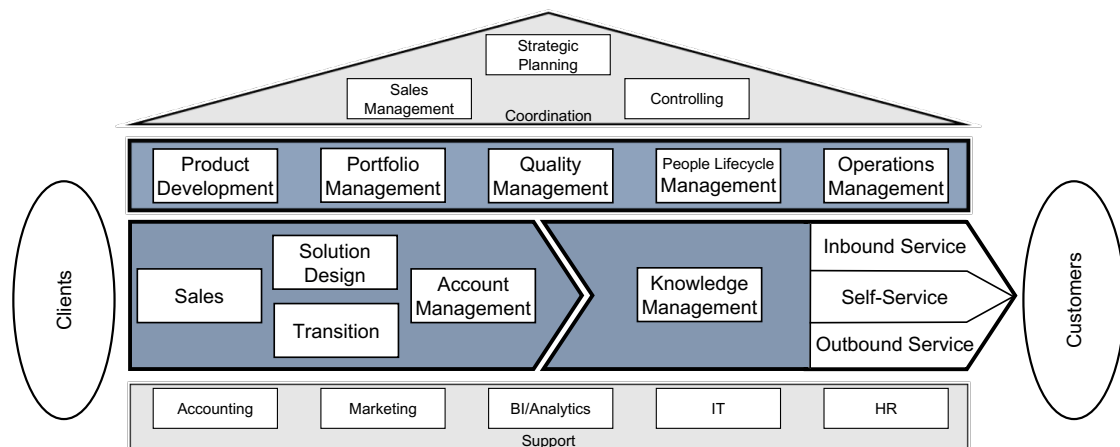 Strategic
Planning
Sales
Management
Controlling
Coordination
Product
Development
Portfolio
Management
Quality
Management
People Lifecycle
Management
Operations
Management
Clients
Sales
Solution
Design
Transition
Account
Management
Knowledge
Management
Inbound Service
Self-Service
Outbound Service
Customers
Accounting
Marketing
BI/Analytics
IT
HR
Support